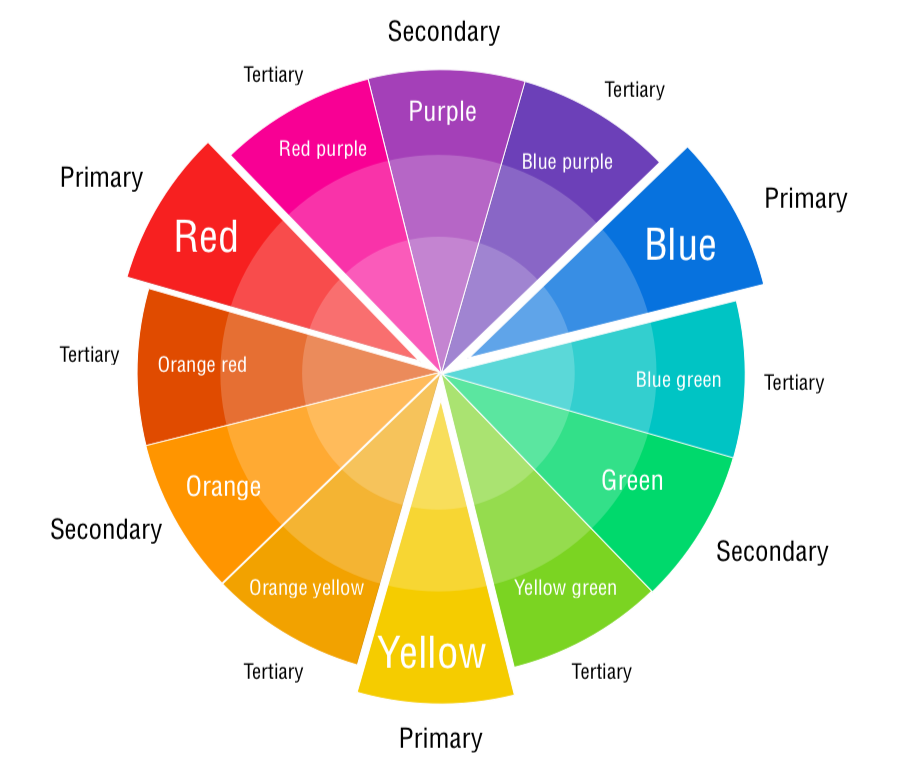 Secondary
Tertiary
Tertiary
Purple
Red purple
Blue purple
Primary
Primary
Red
Blue
Tertiary
Orange red
Blue green
Tertiary
Orange
Green
Secondary
Secondary
Orange yellow
Yellow green
Yellow
Tertiary
Tertiary
Primary